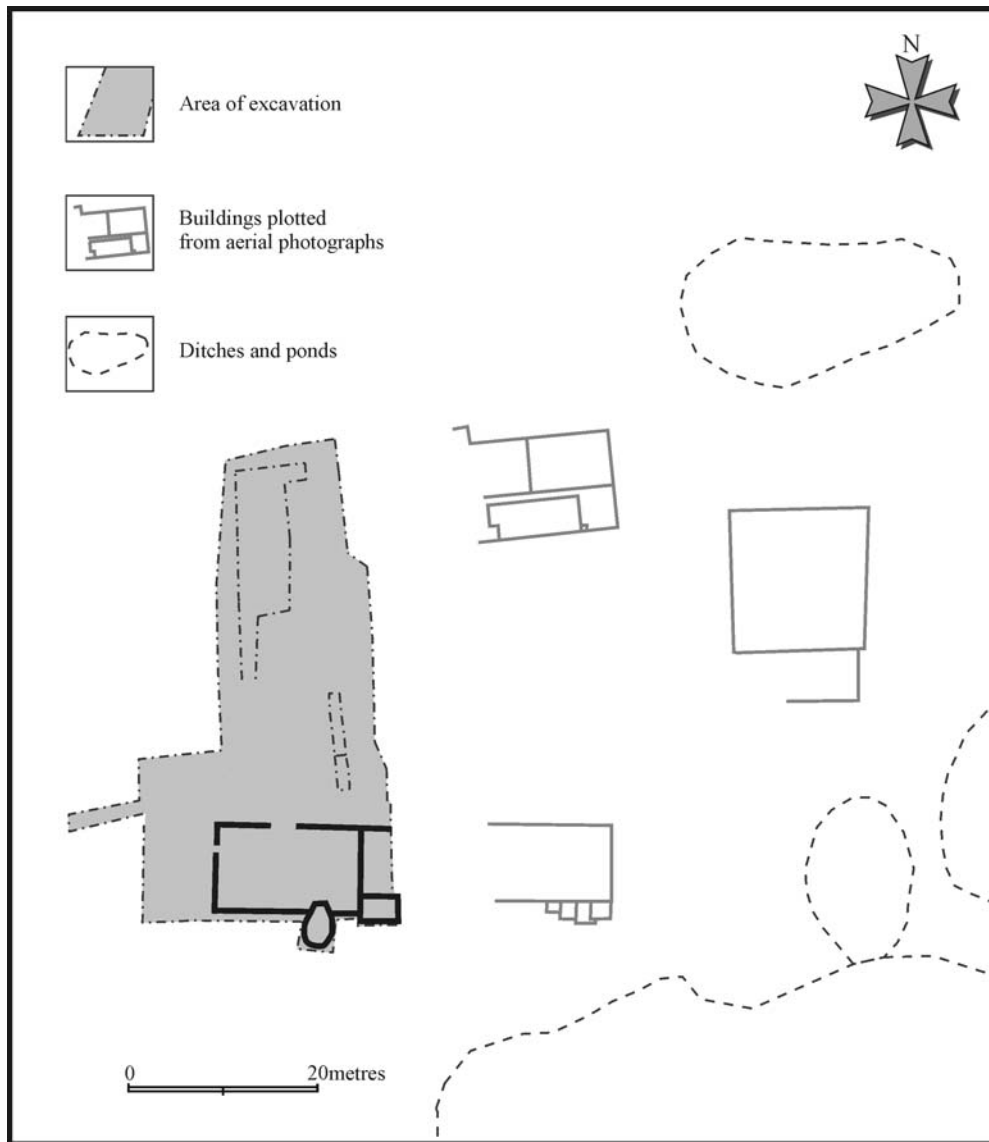 N
Area of excavation
Buildings plotted
from aerial photographs
Ditches and ponds
0 20metres